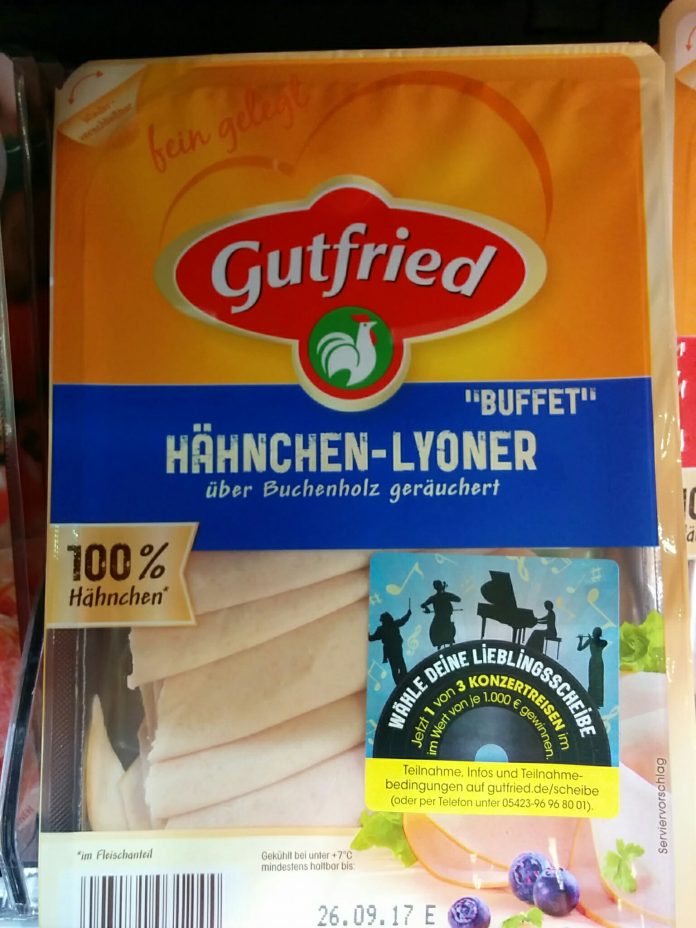 Wieder-
verschließbar
fein gelegt
Gutfried
"BUFFET"
HÄHNCHEN-LYONER
über Buchenholz geräuchert
100%
Hähnchen*
WÄHLE DEINE LIEBLINGSSCHEIBE
Jetzt 1 von 3 KONZERTREISEN im
Wert von je 1.000 € gewinnen.
Teilnahme, Infos und Teilnahme-
bedingungen auf gutfried.de/scheibe
(oder per Telefon unter 05423-96 96 80 01).
Serviervorschlag
*im Fleischanteil
Gekühlt bei unter +7°C
mindestens haltbar bis:
26.09.17 E